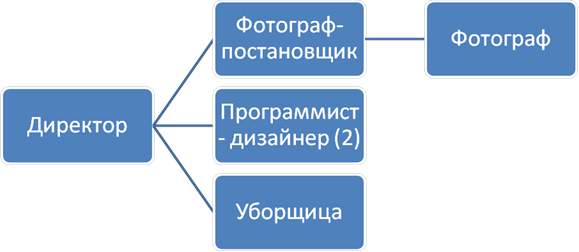 Директор
Фотограф-
постановщик
Фотограф
Программист
- дизайнер (2)
Уборщица